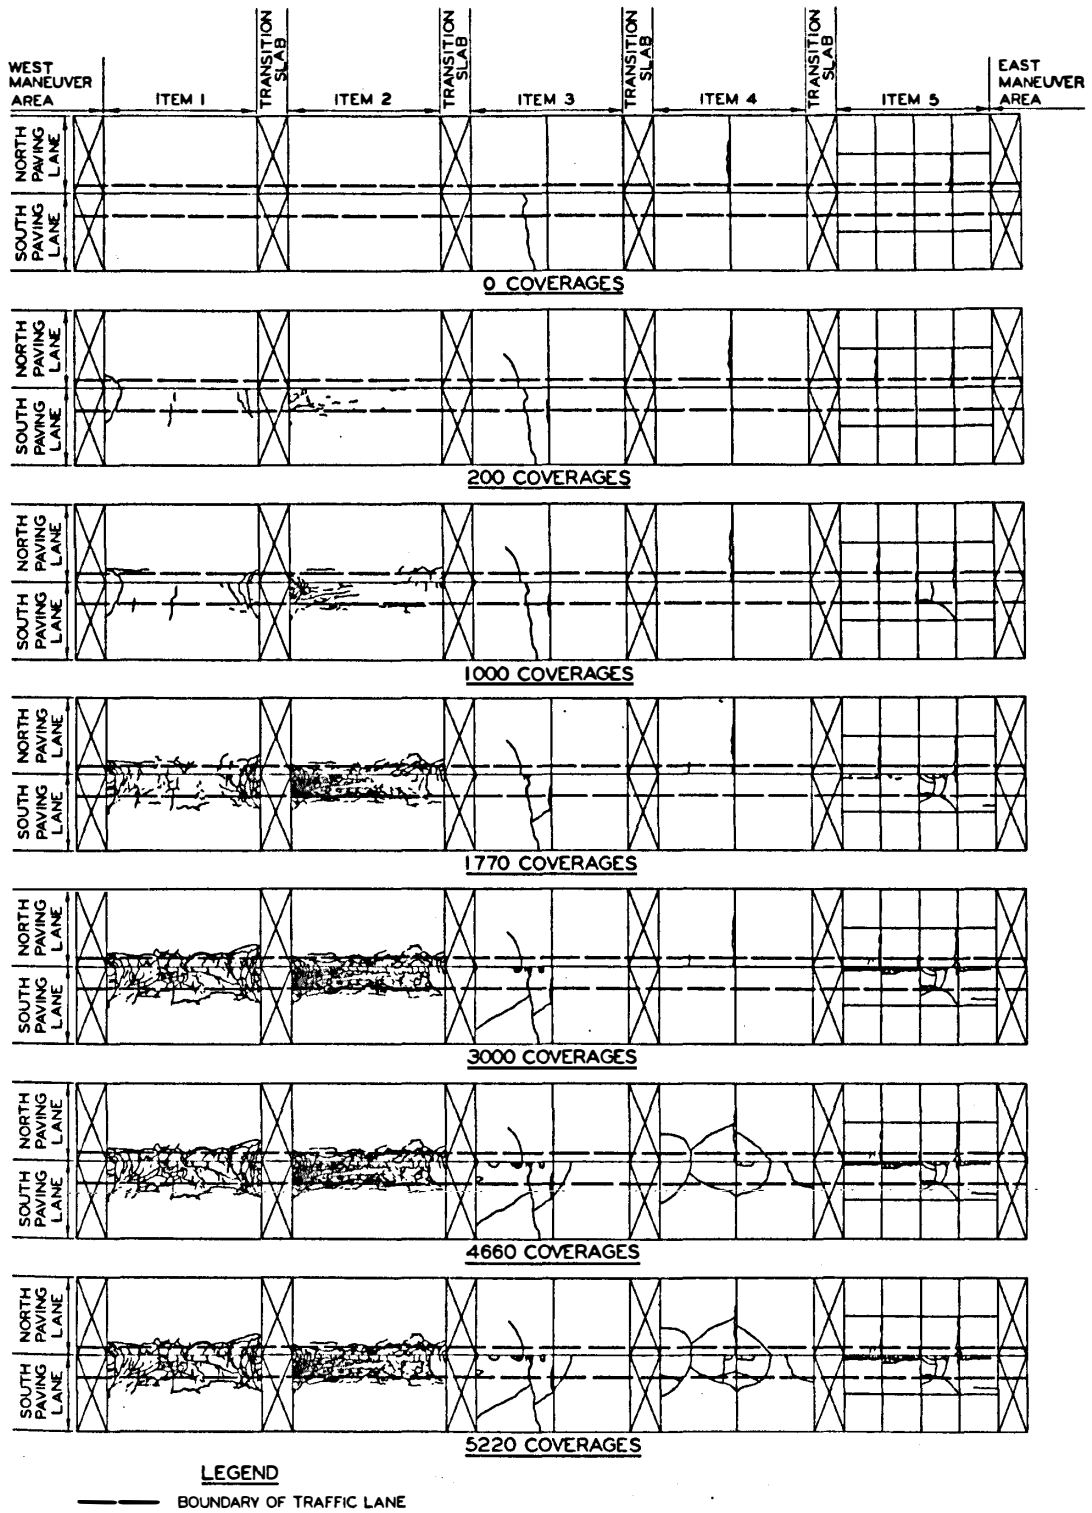 WEST
MANEUVER
AREA
ITEM 1
TRANSITION
SLAB
ITEM 2
TRANSITION
SLAB
ITEM 3
TRANSITION
SLAB
ITEM 4
TRANSITION
SLAB
ITEM 5
EAST
MANEUVER
AREA
NORTH
PAVING
LANE
SOUTH
PAVING
LANE
0 COVERAGES
NORTH
PAVING
LANE
SOUTH
PAVING
LANE
200 COVERAGES
NORTH
PAVING
LANE
SOUTH
PAVING
LANE
1000 COVERAGES
NORTH
PAVING
LANE
SOUTH
PAVING
LANE
1770 COVERAGES
NORTH
PAVING
LANE
SOUTH
PAVING
LANE
3000 COVERAGES
NORTH
PAVING
LANE
SOUTH
PAVING
LANE
4660 COVERAGES
NORTH
PAVING
LANE
SOUTH
PAVING
LANE
5220 COVERAGES
LEGEND
BOUNDARY OF TRAFFIC LANE